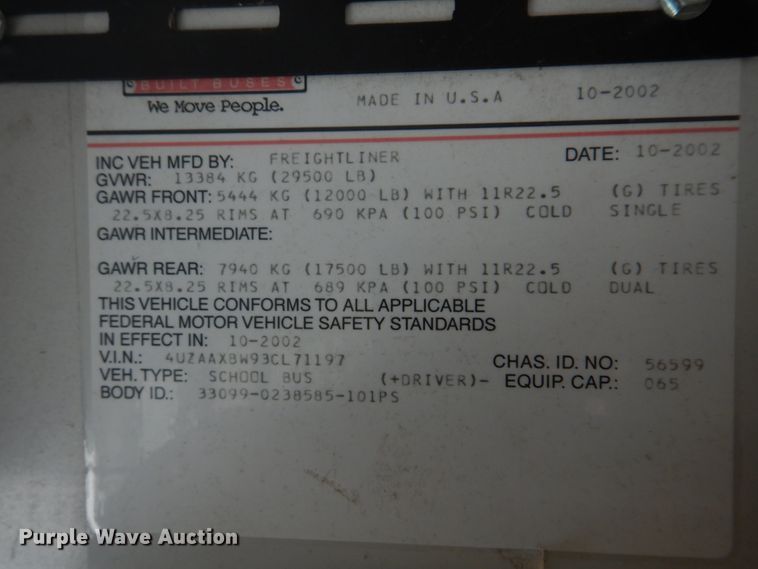 BUILT BUSES
We Move People.
MADE IN U.S.A 10-2002
INC VEH MFD BY: FREIGHTLINER DATE: 10-2002
GVWR: 13384 KG (29500 LB)
GAWR FRONT: 5444 KG (12000 LB) WITH 11R22.5 (G) TIRES
22.5X8.25 RIMS AT 690 KPA (100 PSI) COLD SINGLE
GAWR INTERMEDIATE:
GAWR REAR: 7940 KG (17500 LB) WITH 11R22.5 (G) TIRES
22.5X8.25 RIMS AT 689 KPA (100 PSI) COLD DUAL
THIS VEHICLE CONFORMS TO ALL APPLICABLE
FEDERAL MOTOR VEHICLE SAFETY STANDARDS
IN EFFECT IN: 10-2002
V.I.N.: 4UZAAXBW93CL71197 CHAS. ID. NO: 56599
VEH. TYPE: SCHOOL BUS (+DRIVER)- EQUIP. CAP.: 065
BODY ID.: 33099-0238585-101PS
Purple Wave Auction